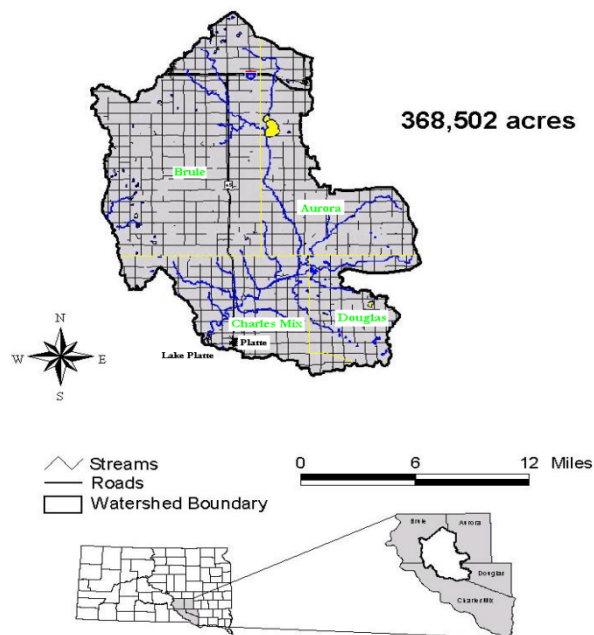 368,502 acres
Brule
Aurora
Douglas
Charles Mix
Platte
Lake Platte
N
W E
S
Streams
Roads
Watershed Boundary
0 6 12 Miles
Brule
Aurora
Douglas
Charles Mix